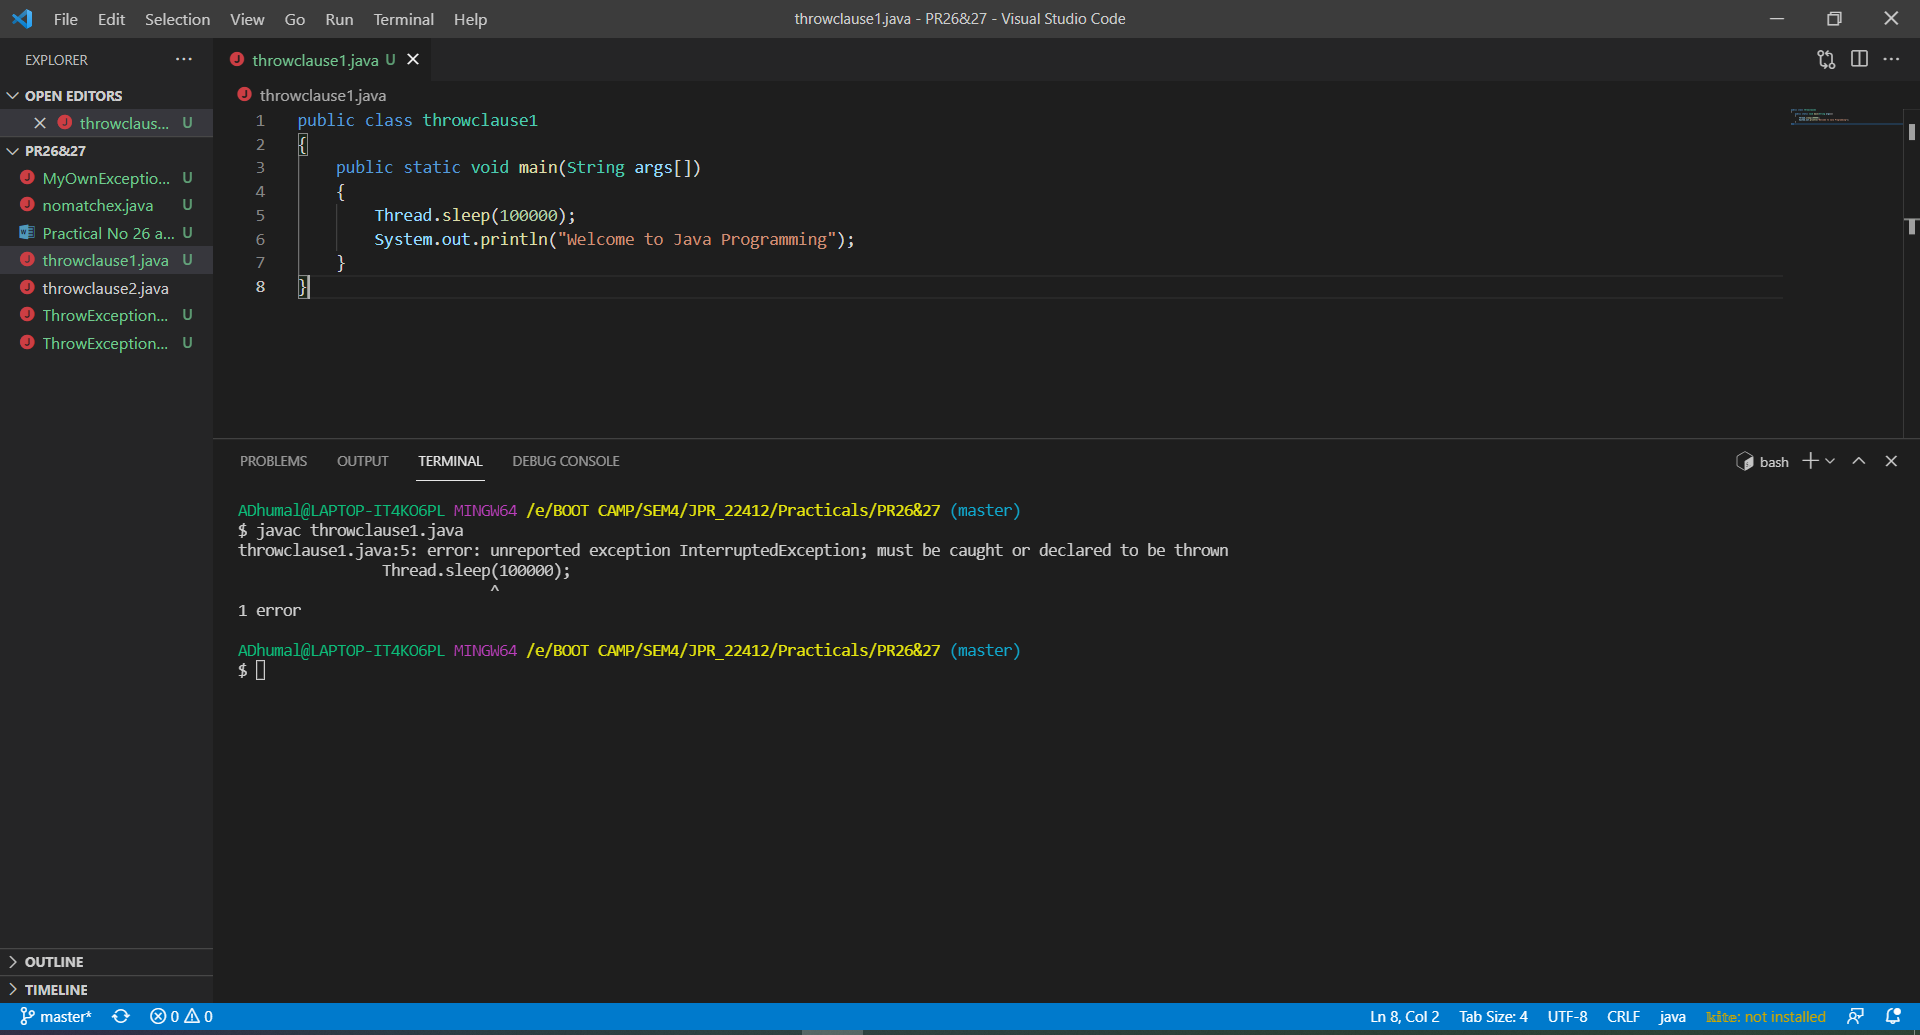 File Edit Selection View Go Run Terminal Help
throwclause1.java - PR26&27 - Visual Studio Code
EXPLORER
OPEN EDITORS
throwclaus... U
PR26&27
MyOwnExceptio... U
nomatchex.java U
Practical No 26 a... U
throwclause1.java U
throwclause2.java
ThrowException... U
ThrowException... U
OUTLINE
TIMELINE
throwclause1.java U
throwclause1.java
1 public class throwclause1
2 {
3 public static void main(String args[])
4 {
5 Thread.sleep(100000);
6 System.out.println("Welcome to Java Programming");
7 }
8 }
PROBLEMS OUTPUT TERMINAL DEBUG CONSOLE
bash
ADhumal@LAPTOP-IT4KO6PL MINGW64 /e/BOOT CAMP/SEM4/JPR_22412/Practicals/PR26&27 (master)
$ javac throwclause1.java
throwclause1.java:5: error: unreported exception InterruptedException; must be caught or declared to be thrown
Thread.sleep(100000);
^
1 error
ADhumal@LAPTOP-IT4KO6PL MINGW64 /e/BOOT CAMP/SEM4/JPR_22412/Practicals/PR26&27 (master)
$
master* 0 0
Ln 8, Col 2 Tab Size: 4 UTF-8 CRLF java kite: not installed